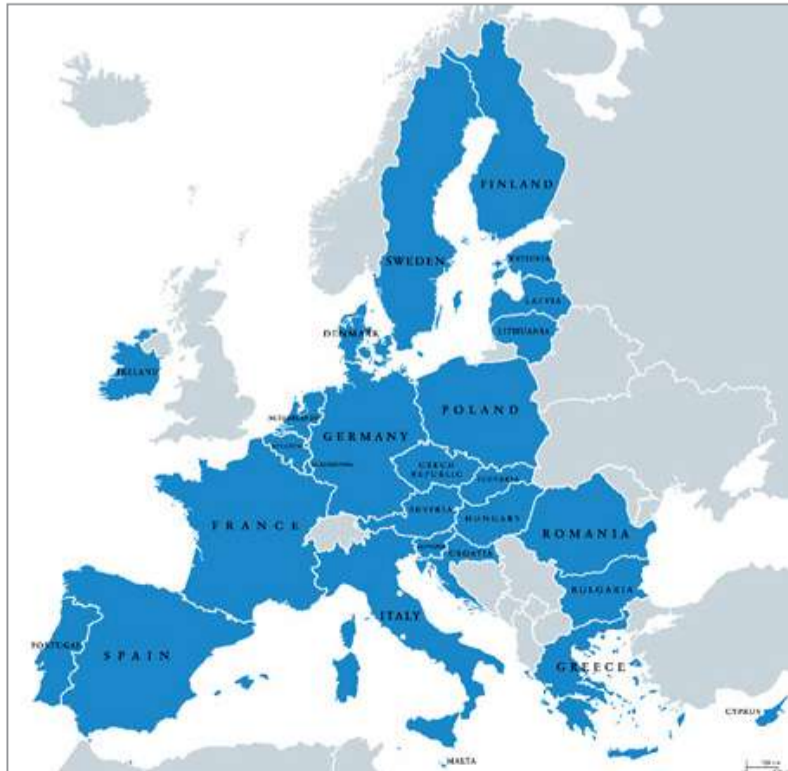 FINLAND
SWEDEN
ESTONIA
LATVIA
LITHUANIA
DENMARK
IRELAND
POLAND
GERMANY
CZECH
REPUBLIC
AUSTRIA
HUNGARY
FRANCE
ROMANIA
CROATIA
BULGARIA
ITALY
PORTUGAL
SPAIN
GREECE
CYPRUS
MALTA